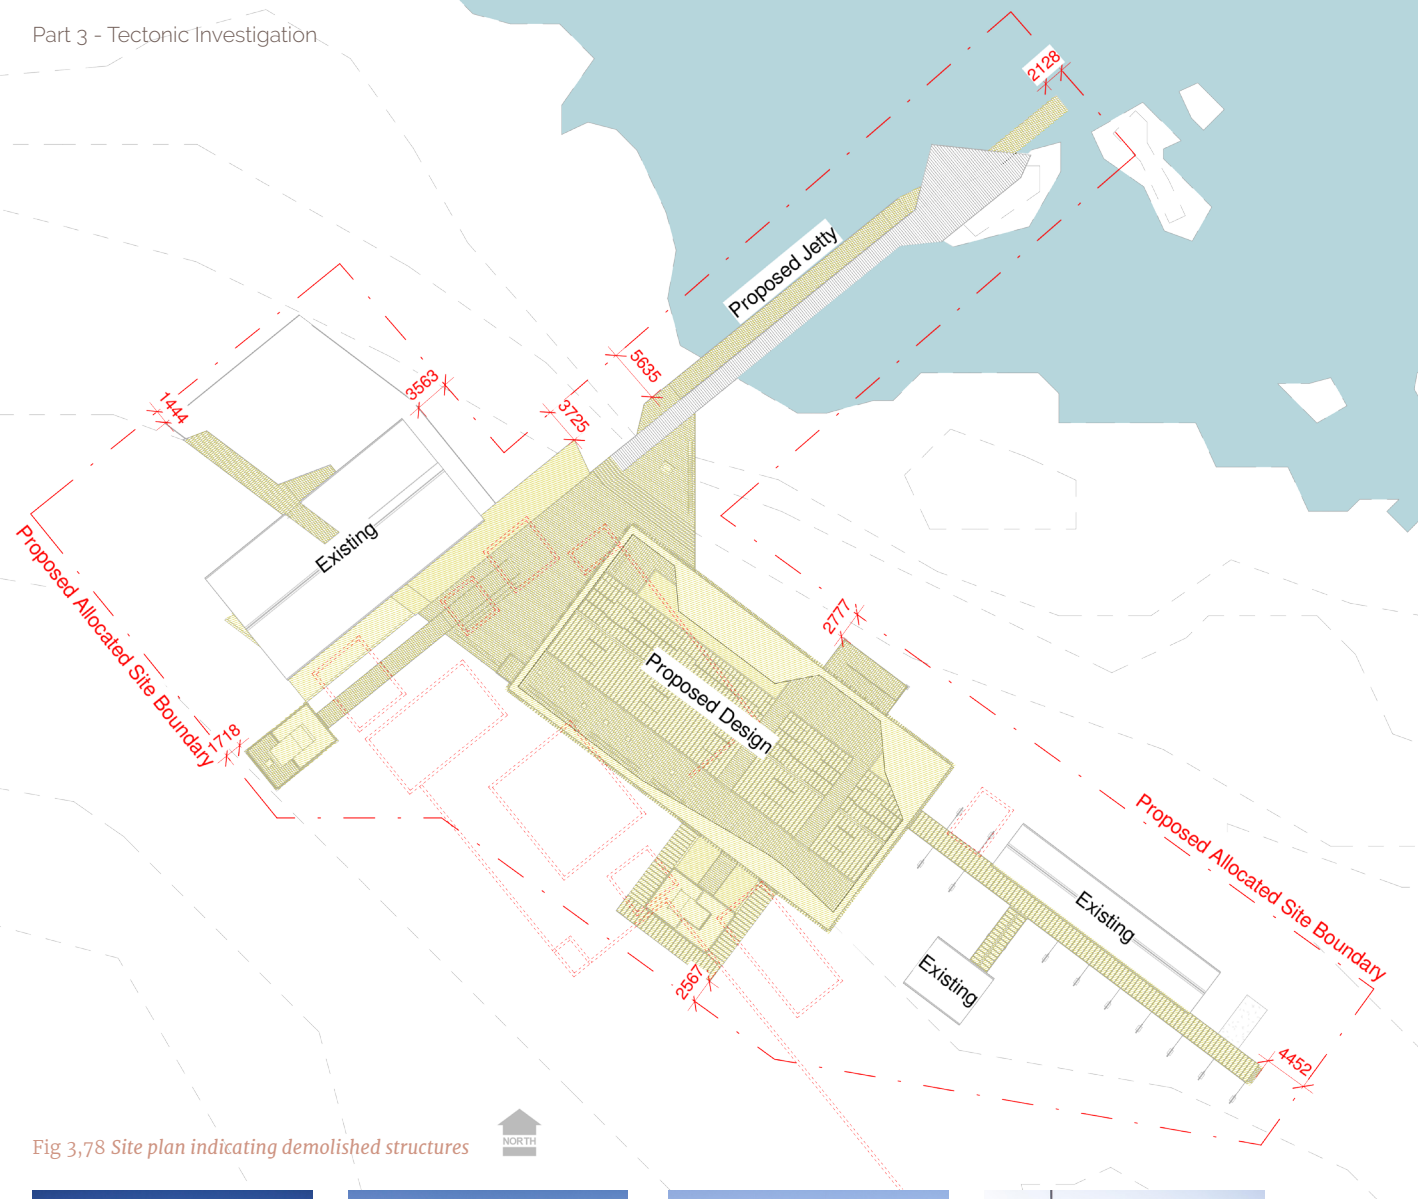 Part 3 - Tectonic Investigation
2128
Proposed Jetty
5635
3563
3725
1444
Existing
Proposed Allocated Site Boundary
2777
Proposed Design
1718
Proposed Allocated Site Boundary
Existing
Existing
2567
4452
NORTH
Fig 3,78 Site plan indicating demolished structures